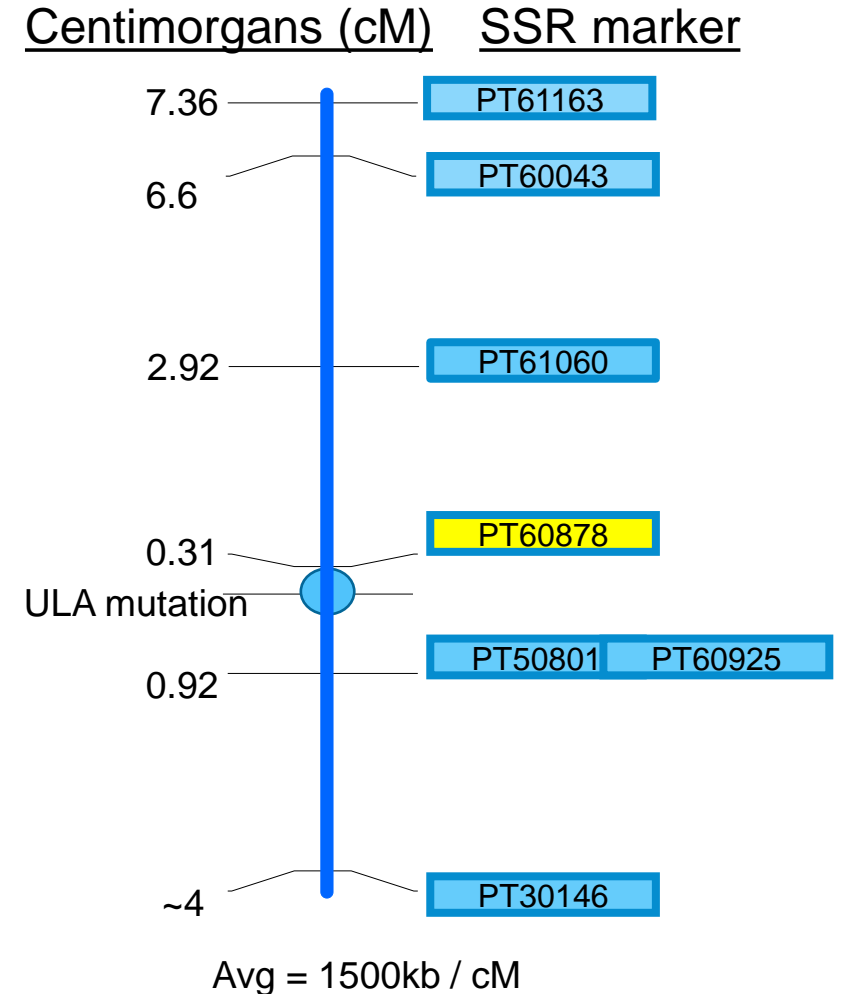 Centimorgans (cM) SSR marker
7.36 PT61163
6.6 PT60043
2.92 PT61060
0.31 PT60878
ULA mutation
0.92 PT50801 PT60925
~4 PT30146
Avg = 1500kb / cM